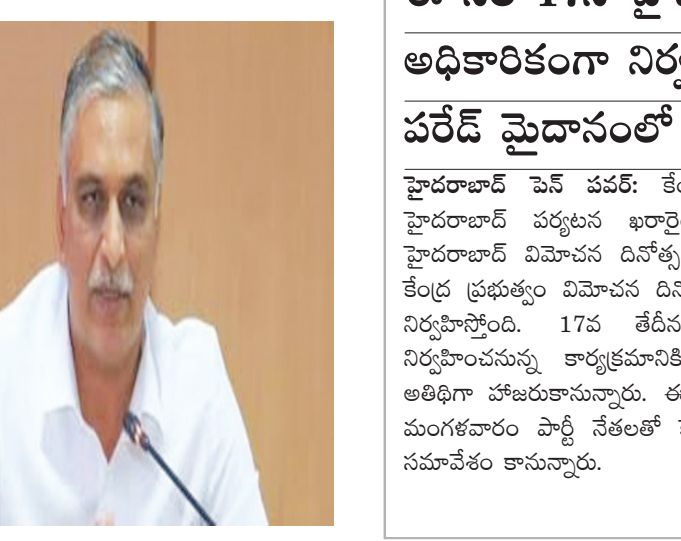 అధికారికంగా
పరేడ్ మైదానంలో
హైదరాబాద్ పెన్ పవర్:
హైదరాబాద్ పర్యటన
హైదరాబాద్ విమోచన
కేంద్ర ప్రభుత్వం విమోచన
నిర్వహిస్తోంది. 17వ తేదీన
నిర్వహించనున్న కార్యక్రమానికి
అతిథిగా హాజరుకానున్నారు.
మంగళవారం పార్టీ నేతలతో
సమావేశం కానున్నారు.